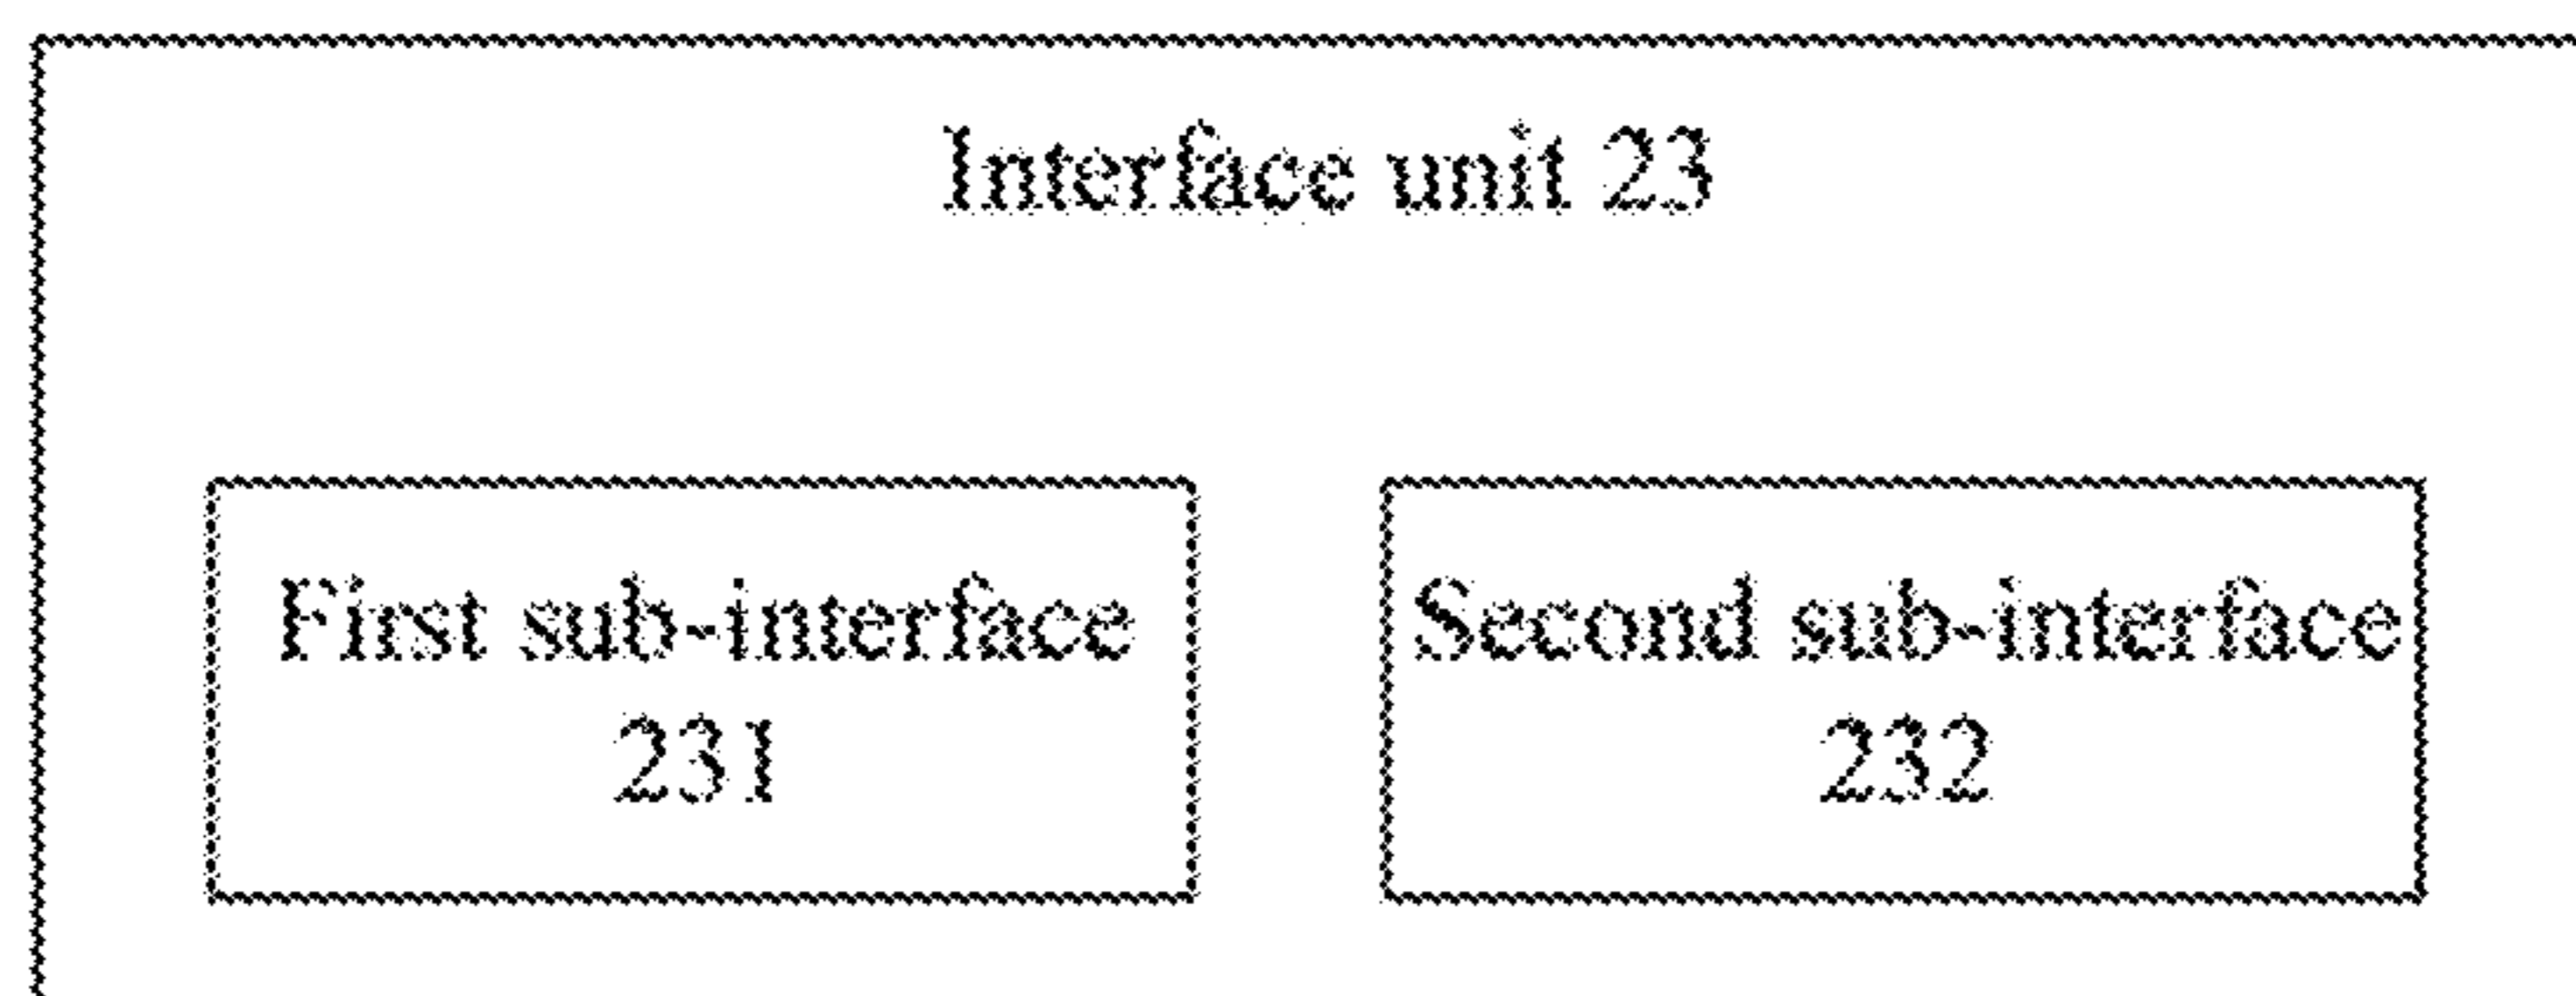 Interface unit 23
First sub-interface
231
Second sub-interface
232